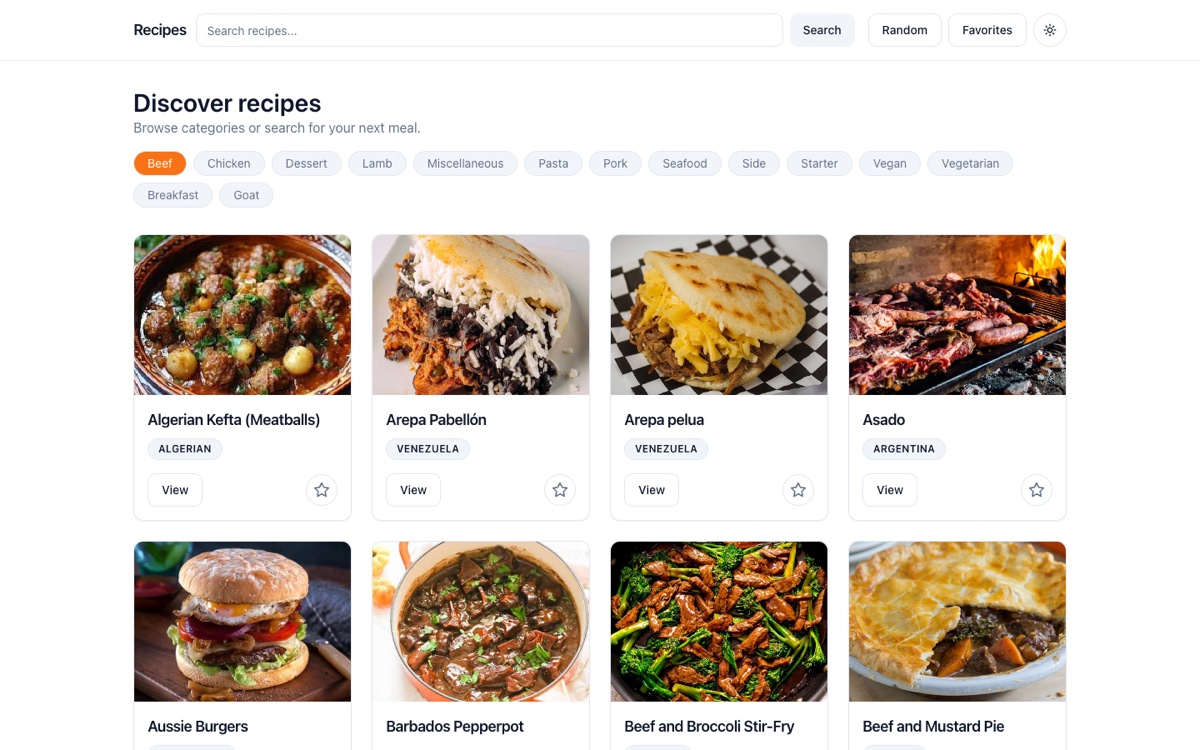 Recipes Search recipes... Search Random Favorites
Discover recipes
Browse categories or search for your next meal.
Beef Chicken Dessert Lamb Miscellaneous Pasta Pork Seafood Side Starter Vegan Vegetarian
Breakfast Goat
Algerian Kefta (Meatballs) Arepa Pabellón Arepa pelua Asado
ALGERIAN VENEZUELA VENEZUELA ARGENTINA
View View View View
Aussie Burgers Barbados Pepperpot Beef and Broccoli Stir-Fry Beef and Mustard Pie